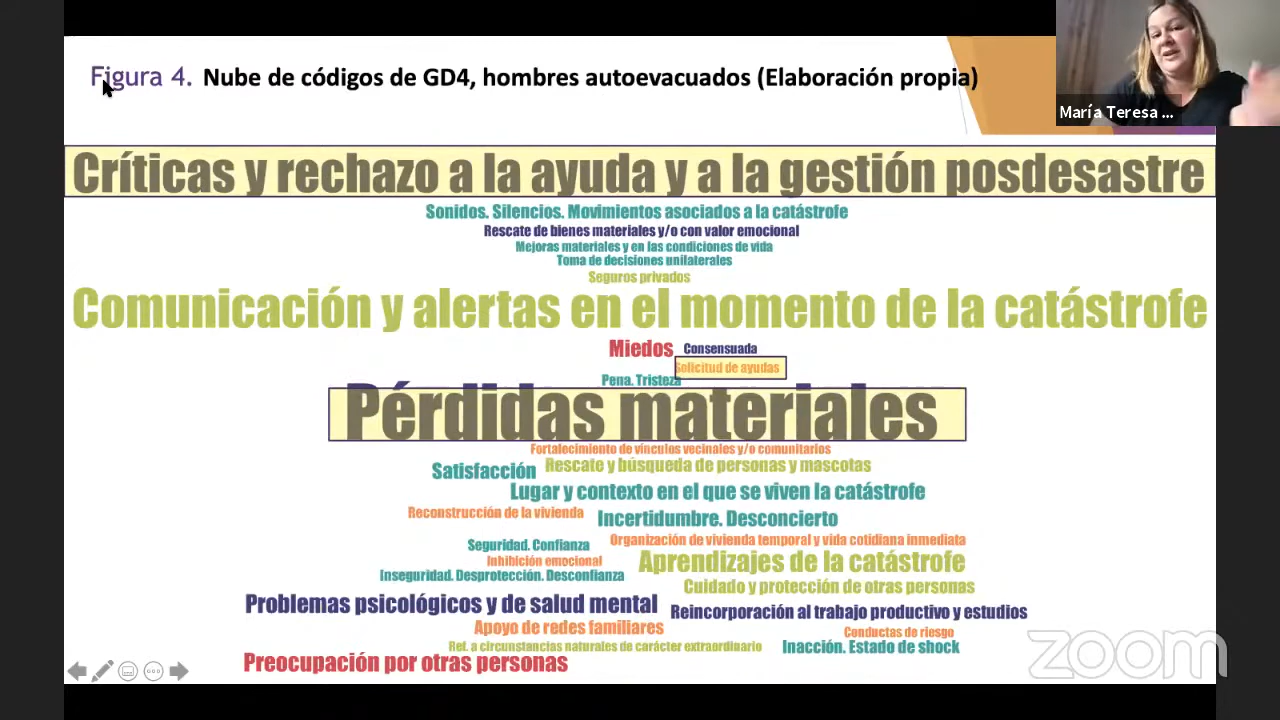 Figura 4. Nube de códigos de GD4, hombres autoevacuados (Elaboración propia)
María Teresa ...
Críticas y rechazo a la ayuda y a la gestión posdesastre
Sonidos. Silencios. Movimientos asociados a la catástrofe
Rescate de bienes materiales y/o con valor emocional
Mejoras materiales y en las condiciones de vida
Toma de decisiones unilaterales
Seguros privados
Comunicación y alertas en el momento de la catástrofe
Miedos Consensuada
Solicitud de ayudas
Pena. Tristeza
Pérdidas materiales
Fortalecimiento de vínculos vecinales y/o comunitarios
Satisfacción Rescate y búsqueda de personas y mascotas
Lugar y contexto en el que se viven la catástrofe
Reconstrucción de la vivienda Incertidumbre. Desconcierto
Seguridad. Confianza Organización de vivienda temporal y vida cotidiana inmediata
Inhibición emocional Aprendizajes de la catástrofe
Inseguridad. Desprotección. Desconfianza
Cuidado y protección de otras personas
Problemas psicológicos y de salud mental Reincorporación al trabajo productivo y estudios
Apoyo de redes familiares Conductas de riesgo
Ref. a circunstancias naturales de carácter extraordinario Inacción. Estado de shock
Preocupación por otras personas
zoom